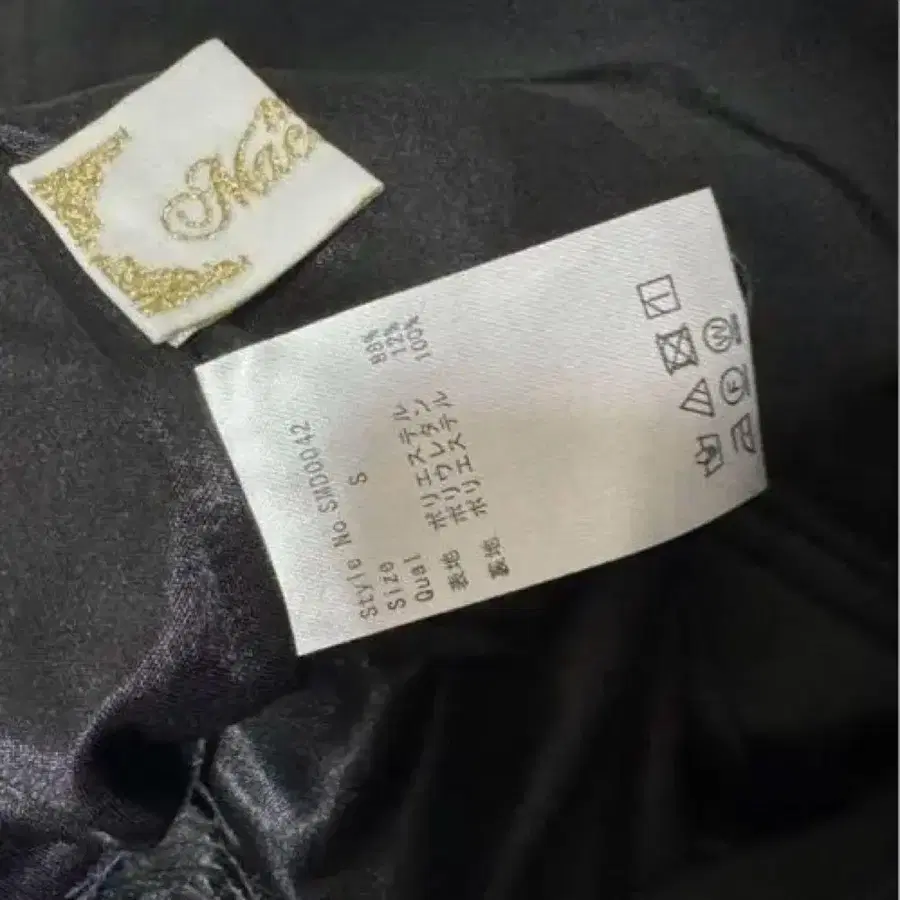 Style No.SWDO042
Size S
Qual
表地 ポリエステル 88%
ポリウレタン 12%
裏地 ポリエステル 100%
W
F